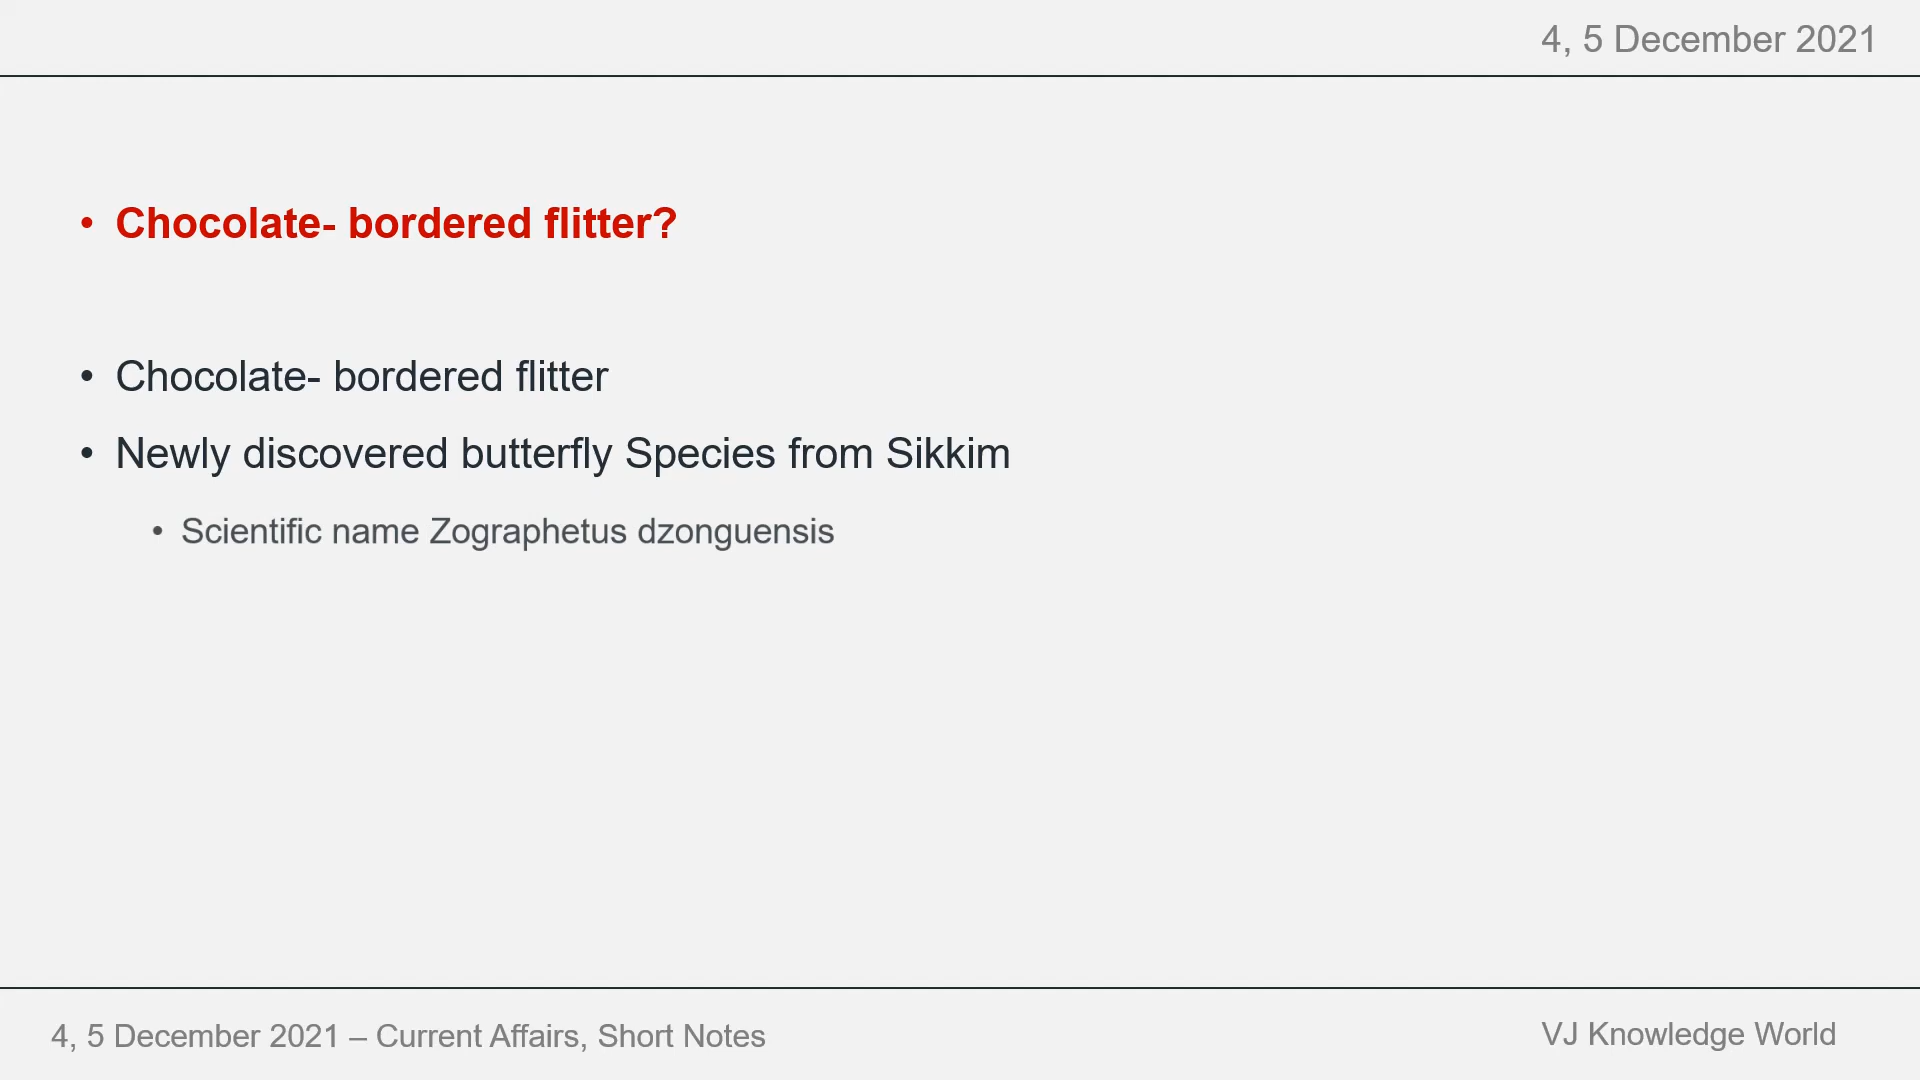 4, 5 December 2021
• Chocolate- bordered flitter?
• Chocolate- bordered flitter
• Newly discovered butterfly Species from Sikkim
• Scientific name Zographetus dzonguensis
4, 5 December 2021 – Current Affairs, Short Notes
VJ Knowledge World